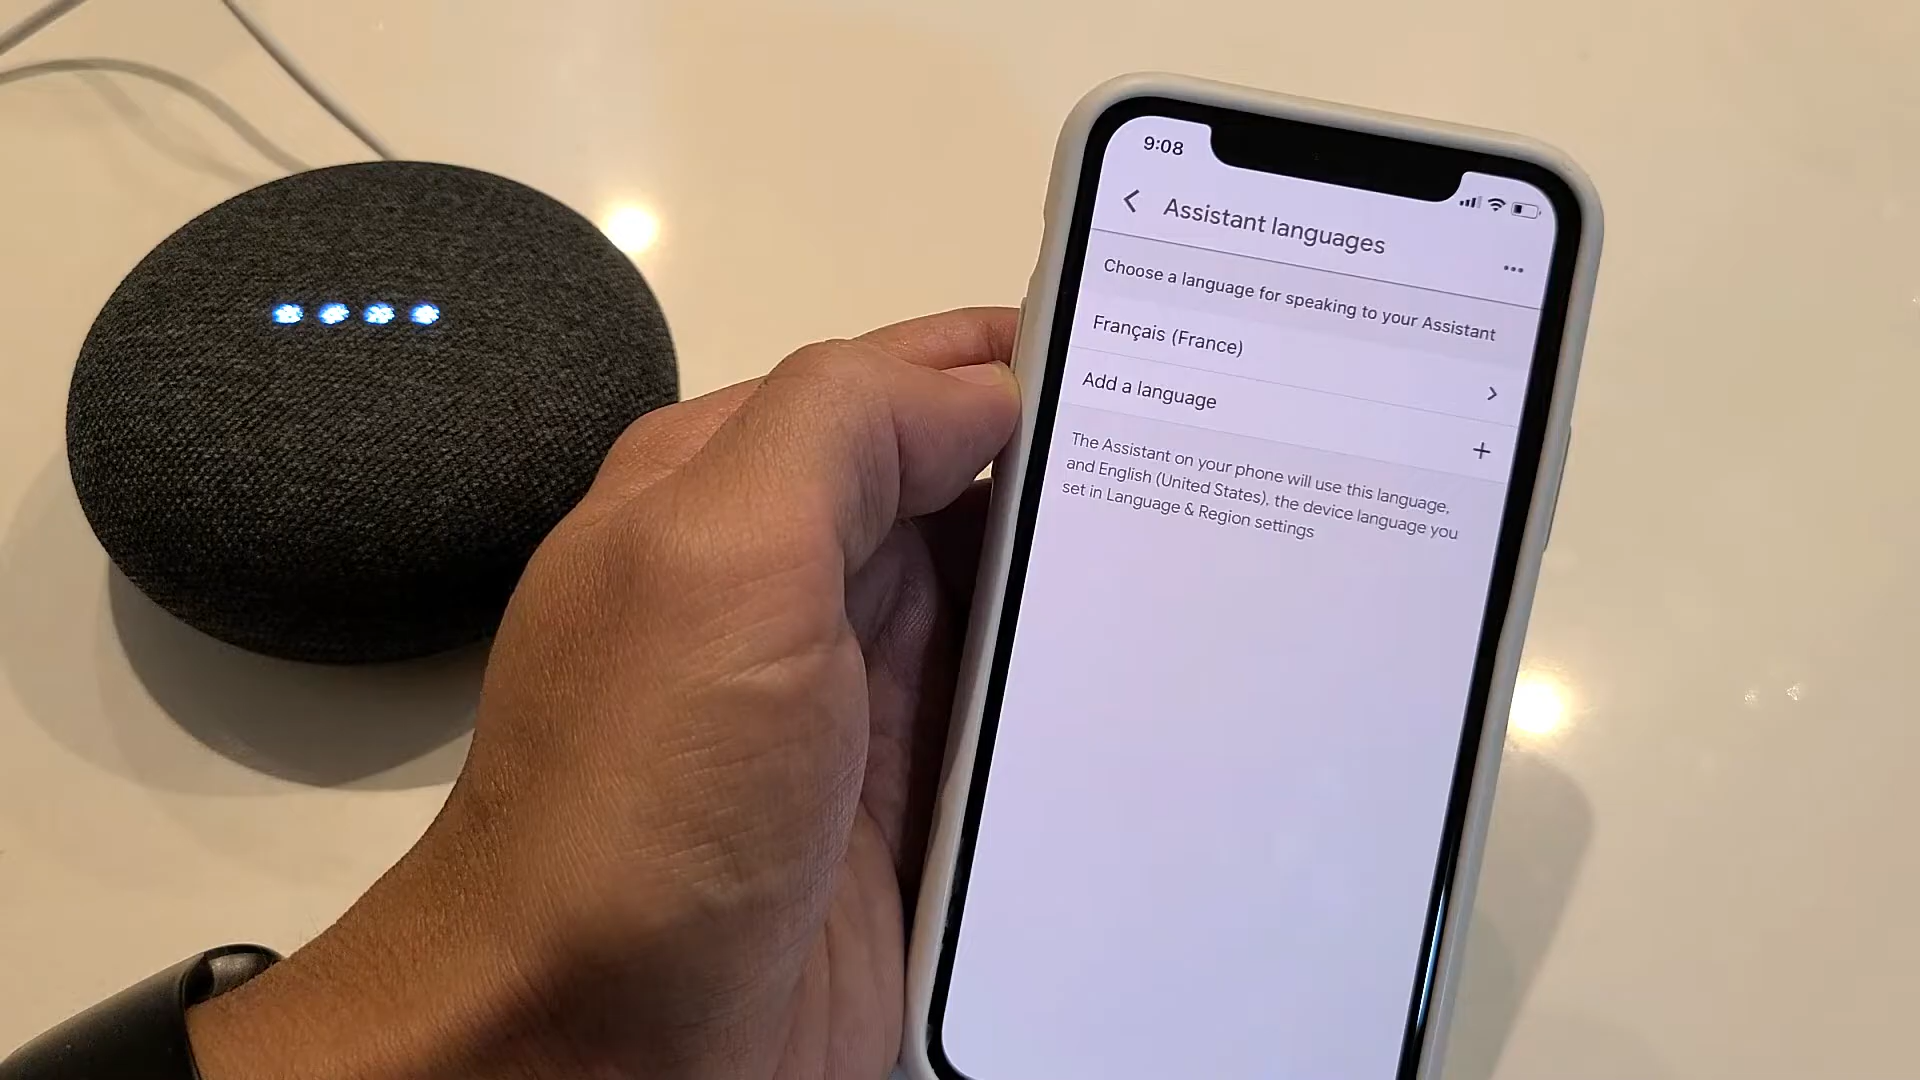 9:08
Assistant languages
Choose a language for speaking to your Assistant
Français (France)
Add a language
The Assistant on your phone will use this language,
and English (United States), the device language you
set in Language & Region settings